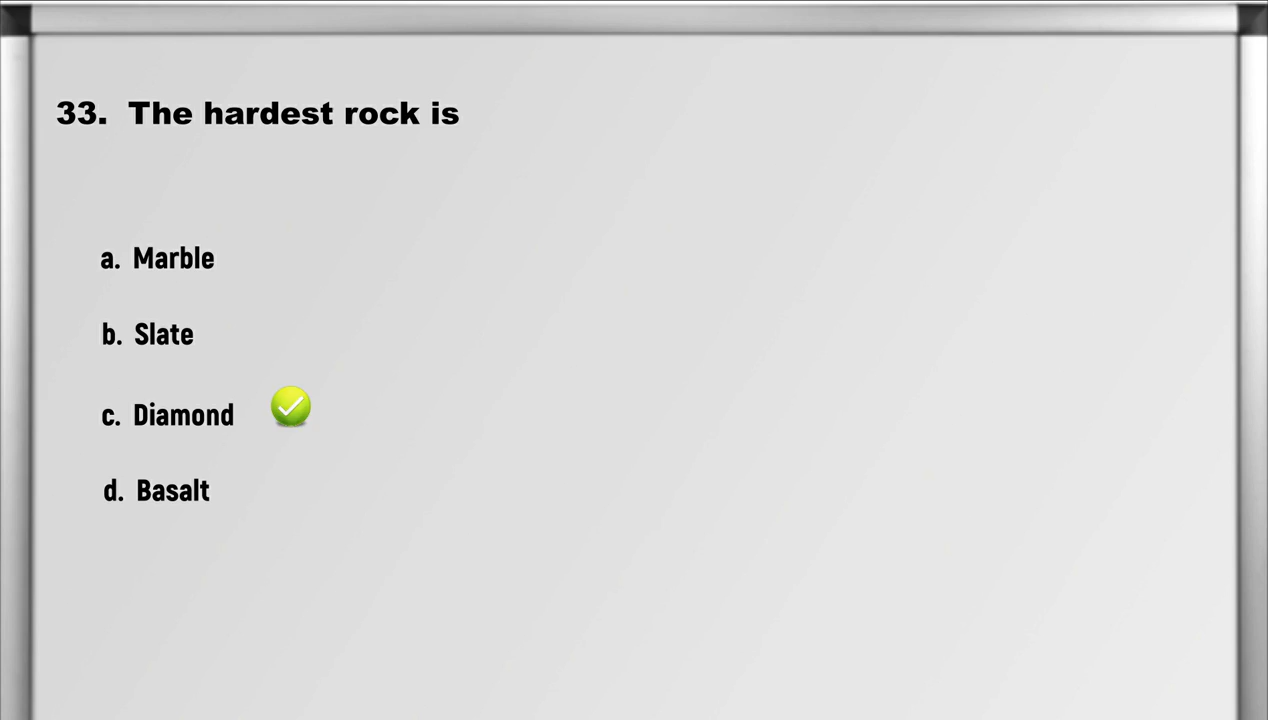 33. The hardest rock is
a. Marble
b. Slate
c. Diamond
d. Basalt